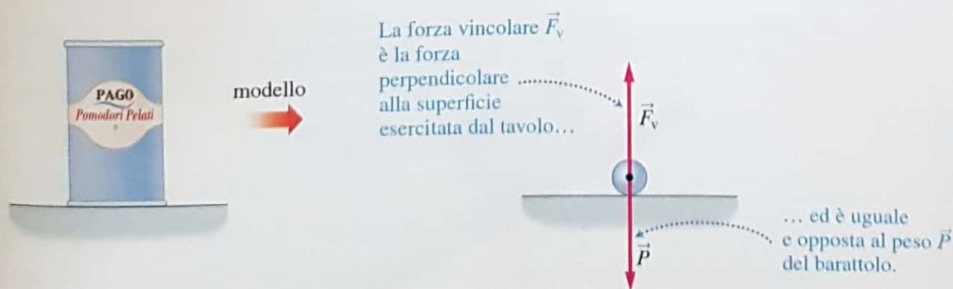 PAGO
Pomodori Pelati
modello
La forza vincolare F⃗v
è la forza
perpendicolare
alla superficie
esercitata dal tavolo…
F⃗v
P⃗
… ed è uguale
e opposta al peso P⃗
del barattolo.